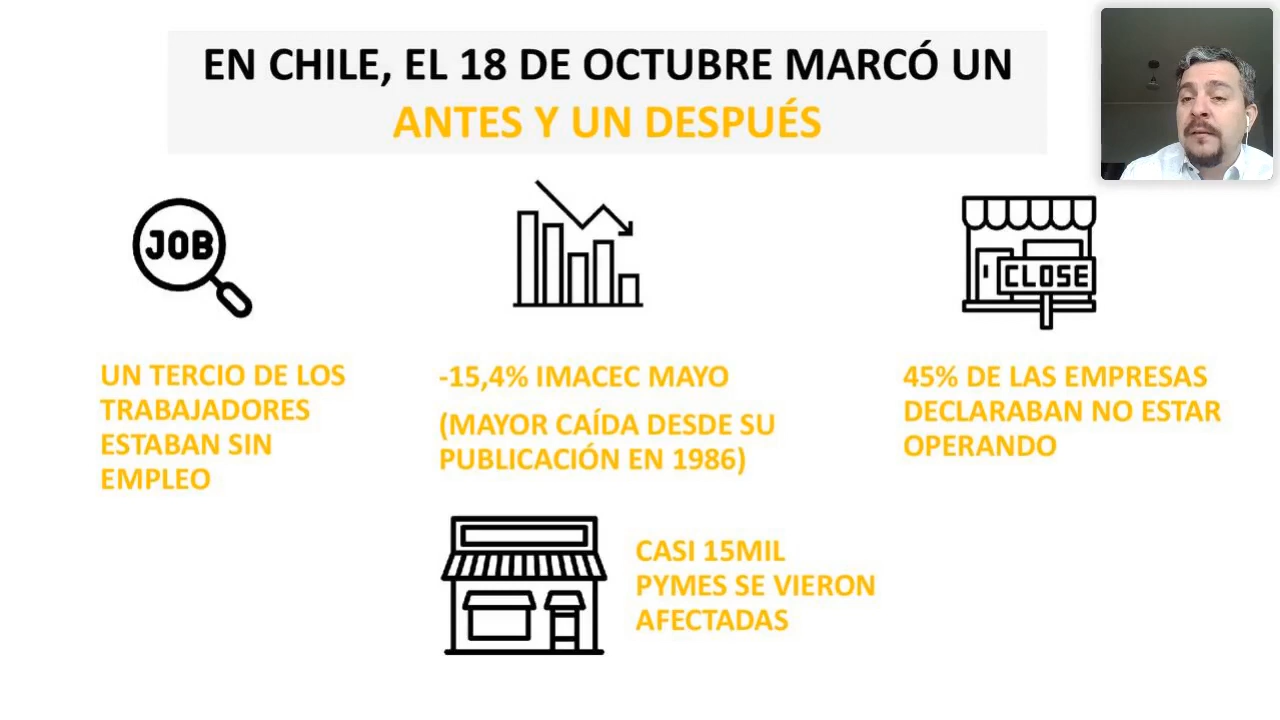 EN CHILE, EL 18 DE OCTUBRE MARCÓ UN
ANTES Y UN DESPUÉS
JOB
UN TERCIO DE LOS
TRABAJADORES
ESTABAN SIN
EMPLEO
-15,4% IMACEC MAYO
(MAYOR CAÍDA DESDE SU
PUBLICACIÓN EN 1986)
CLOSE
45% DE LAS EMPRESAS
DECLARABAN NO ESTAR
OPERANDO
CASI 15MIL
PYMES SE VIERON
AFECTADAS